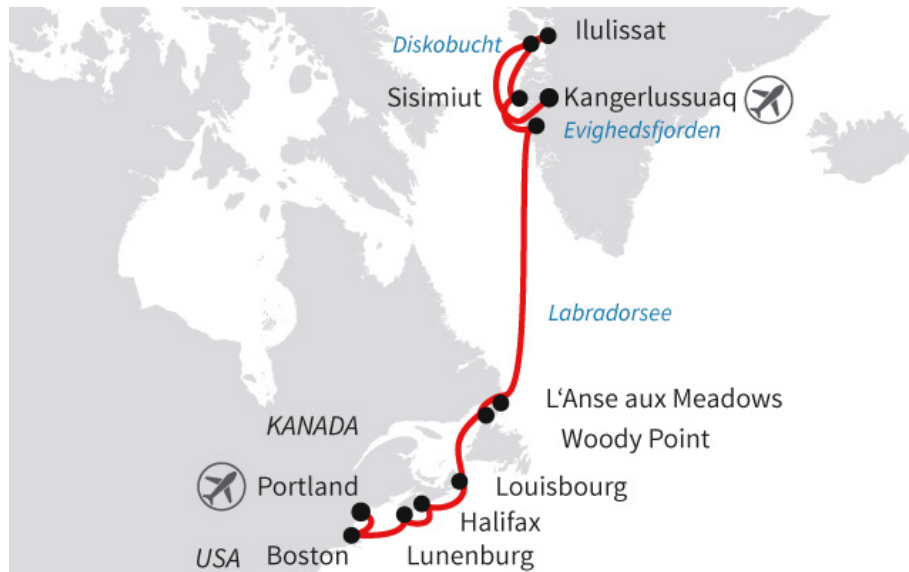 Ilulissat
Diskobucht
Sisimiut
Kangerlussuaq
Evighedsfjorden
Labradorsee
L‘Anse aux Meadows
KANADA
Woody Point
Portland
Louisbourg
Halifax
USA
Boston
Lunenburg